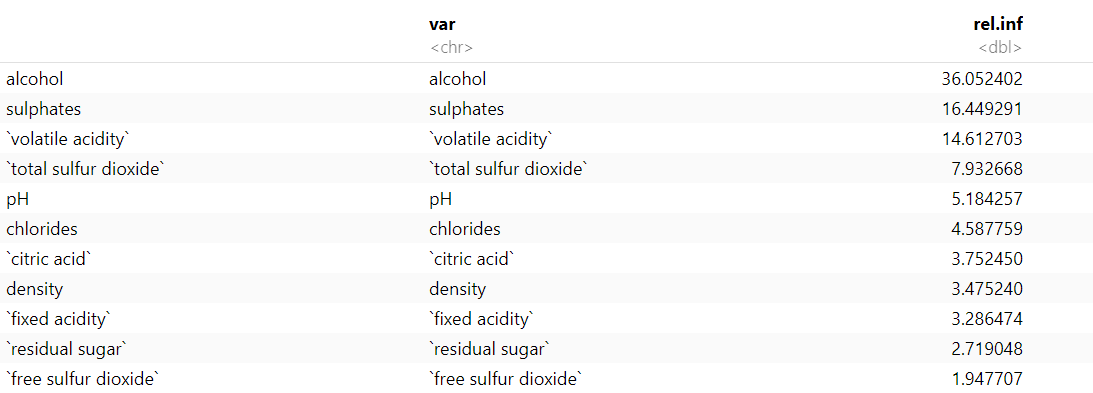 var rel.inf
<chr> <dbl>
alcohol alcohol 36.052402
sulphates sulphates 16.449291
`volatile acidity` `volatile acidity` 14.612703
`total sulfur dioxide` `total sulfur dioxide` 7.932668
pH pH 5.184257
chlorides chlorides 4.587759
`citric acid` `citric acid` 3.752450
density density 3.475240
`fixed acidity` `fixed acidity` 3.286474
`residual sugar` `residual sugar` 2.719048
`free sulfur dioxide` `free sulfur dioxide` 1.947707